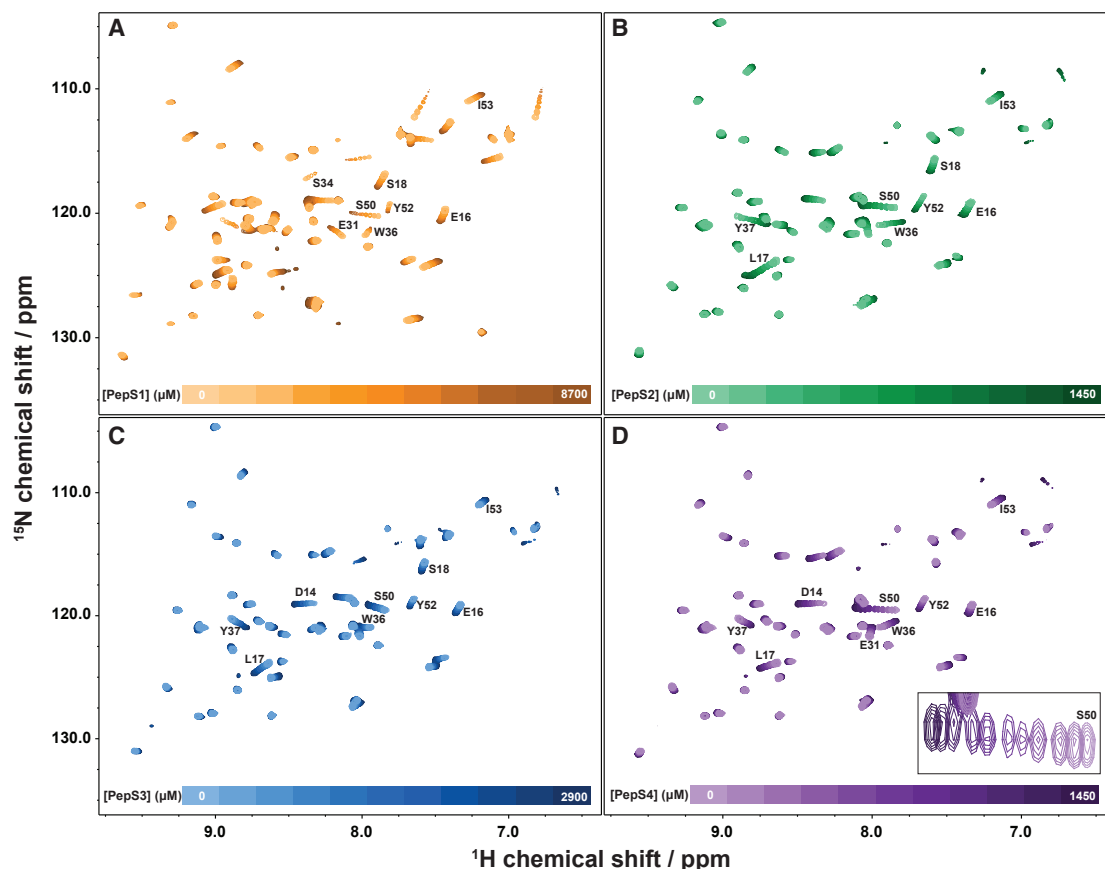 A
B
110.0
I53
I53
S34
S18
S18
120.0
S50
Y52
E16
S50
Y52
E16
E31
W36
Y37
W36
L17
130.0
[PepS1] (µM)
0
8700
[PepS2] (µM)
0
1450
C
D
110.0
I53
I53
S18
D14
S50
Y52
E16
D14
S50
Y52
E16
120.0
Y37
W36
Y37
W36
E31
L17
L17
S50
130.0
[PepS3] (µM)
0
2900
[PepS4] (µM)
0
1450
9.0
8.0
7.0
9.0
8.0
7.0
15N chemical shift / ppm
1H chemical shift / ppm